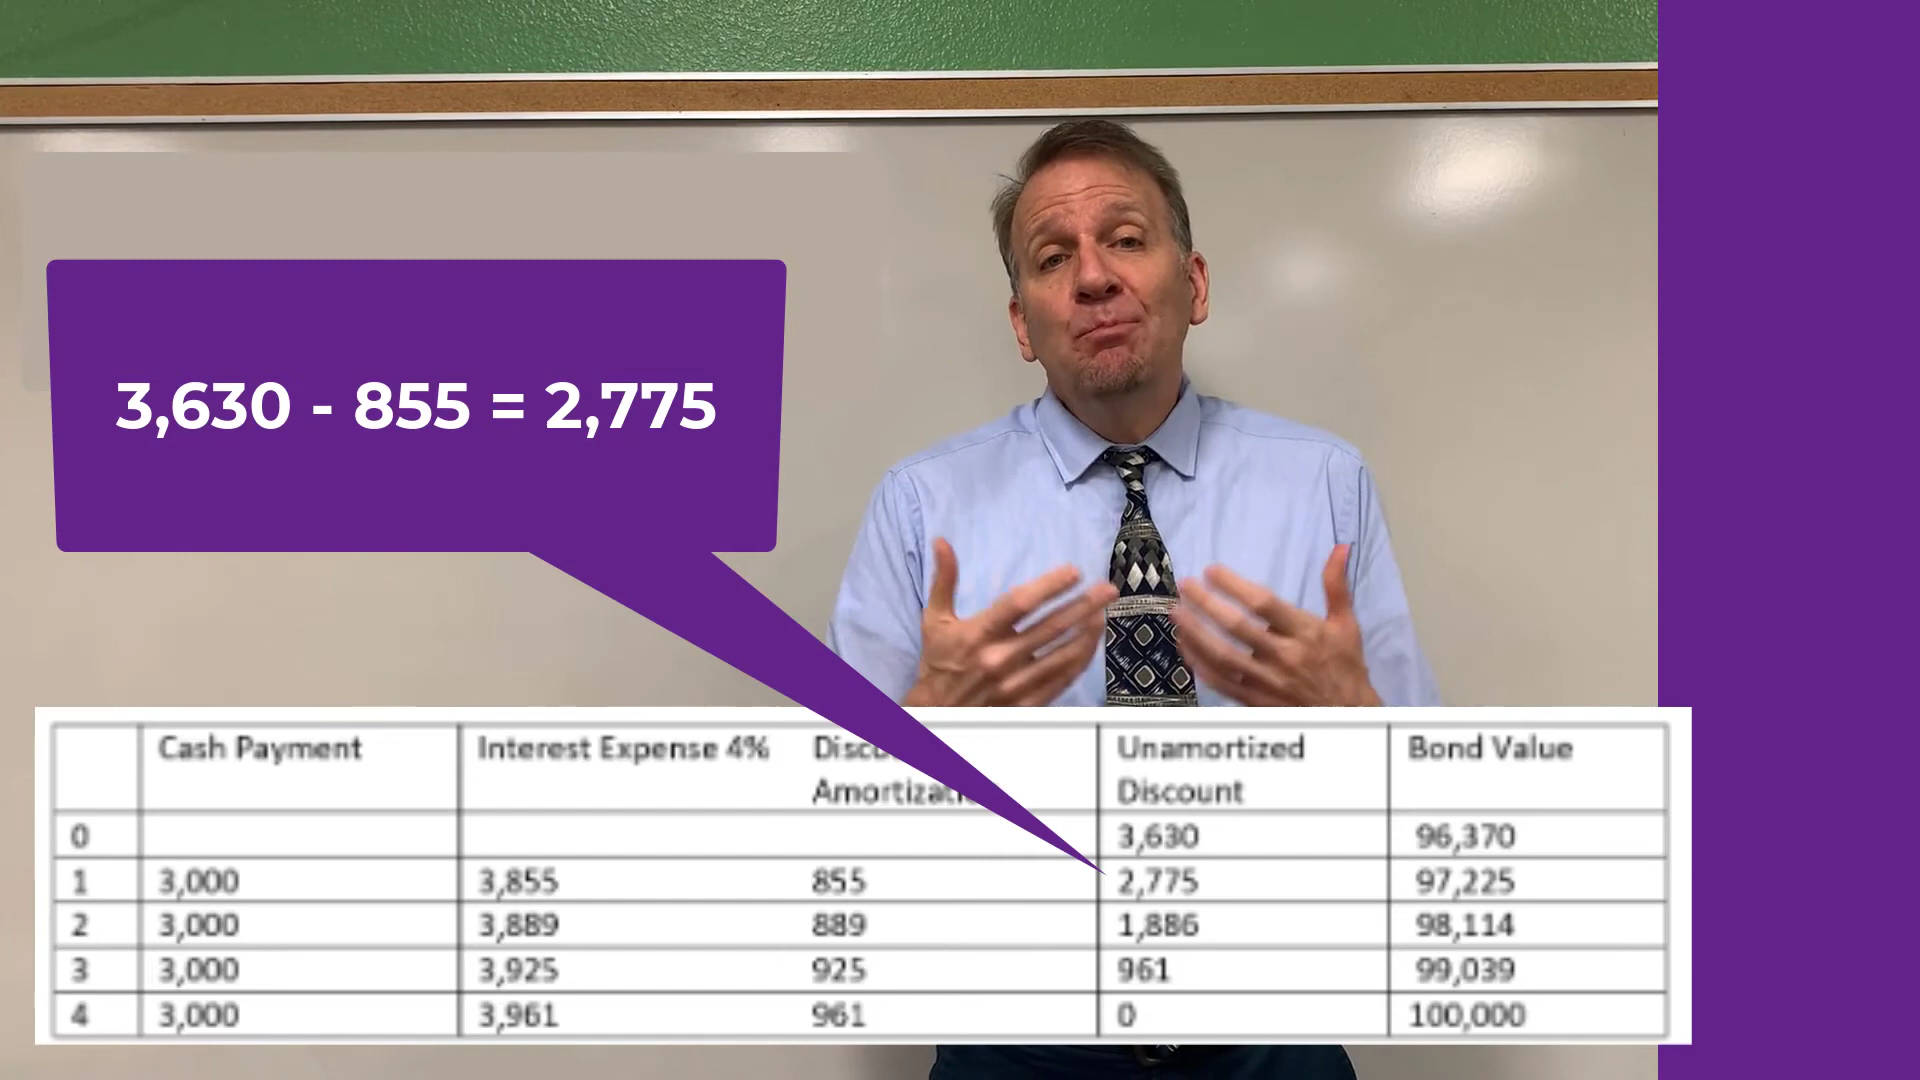 3,630 - 855 = 2,775
Cash Payment Interest Expense 4% Unamortized Bond Value
Discount
0 3,630 96,370
1 3,000 3,855 855 2,775 97,225
2 3,000 3,889 889 1,886 98,114
3 3,000 3,925 925 961 99,039
4 3,000 3,961 961 0 100,000